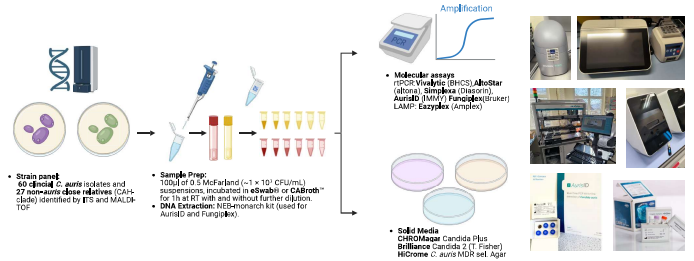 Amplification
PCR
• Molecular assays
rtPCR:Vivalytic (BHCS),AltoStar
(altona), Simplexa (Diasorin),
AurisID (IMMY) Fungiplex(Bruker)
LAMP: Eazyplex (Amplex)
• Strain panel:
60 clincial C. auris isolates and
27 non-auris close relatives (CAH-
clade) identified by ITS and MALDI-
TOF
• Sample Prep:
100µl of 0.5 McFarland (~1 × 10³ CFU/mL)
suspensions, incubated in eSwab® or CABroth™
for 1h at RT with and without further dilution.
• DNA Extraction: NEB-monarch kit (used for
AurisID and Fungiplex)
• Solid Media
CHROMagar Candida Plus
Brilliance Candida 2 (T. Fisher)
HiCrome C. auris MDR sel. Agar
AurisID